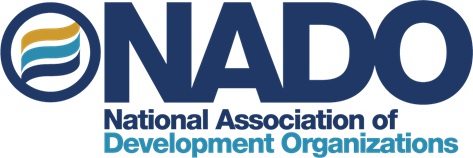 NADO
National Association of
Development Organizations